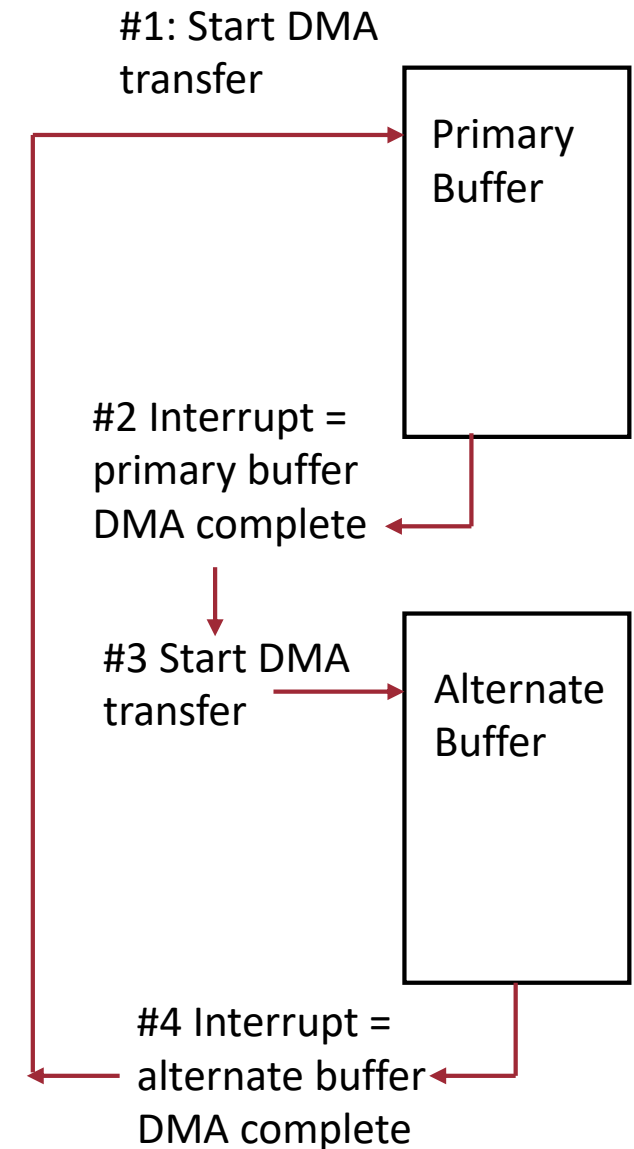 #1: Start DMA
transfer
Primary
Buffer
#2 Interrupt =
primary buffer
DMA complete
#3 Start DMA
transfer
Alternate
Buffer
#4 Interrupt =
alternate buffer
DMA complete